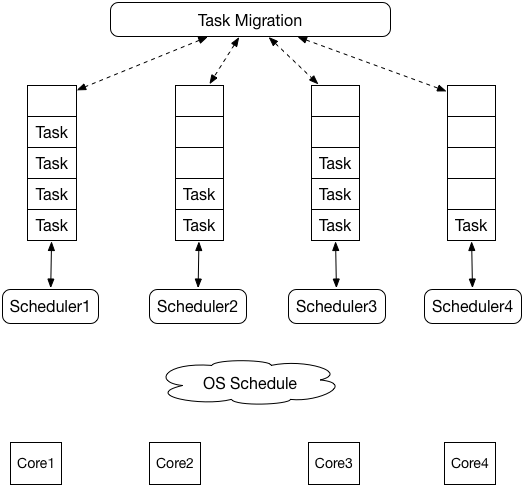 Task Migration
Task
Task Task
Task Task Task
Task Task Task Task
Scheduler1 Scheduler2 Scheduler3 Scheduler4
OS Schedule
Core1 Core2 Core3 Core4